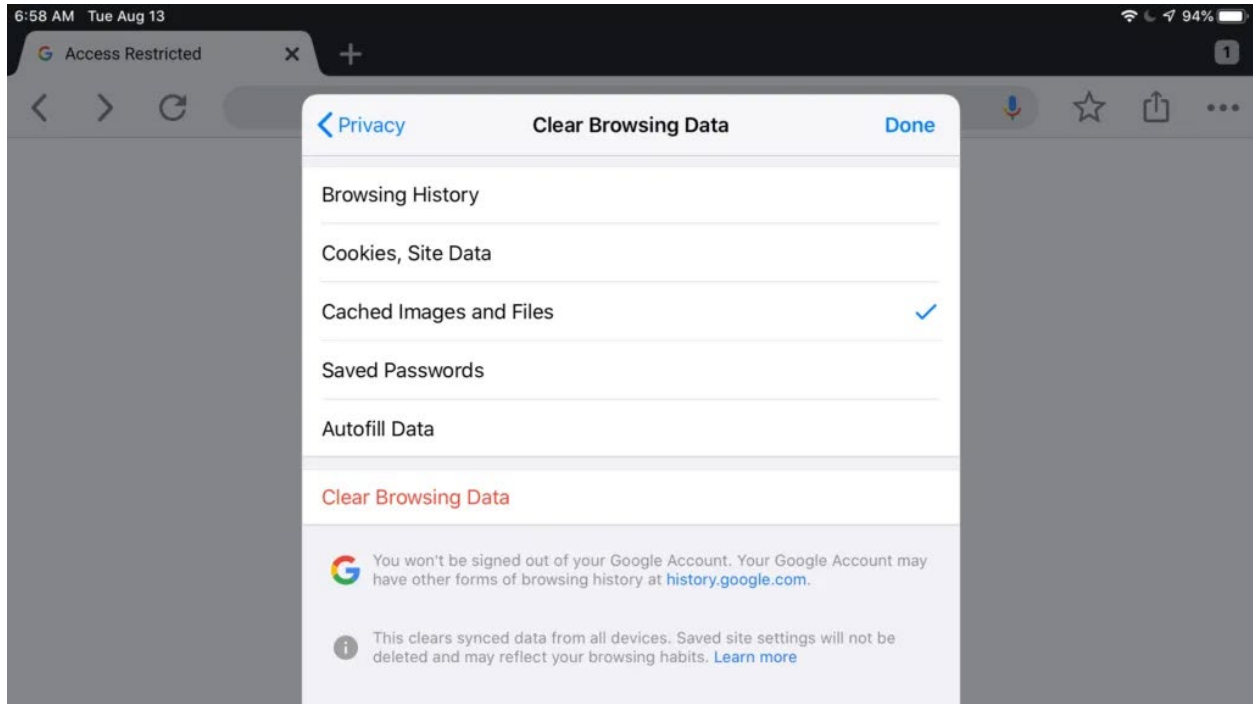 6:58 AM Tue Aug 13
94%
G Access Restricted
1
Privacy
Clear Browsing Data
Done
Browsing History
Cookies, Site Data
Cached Images and Files
Saved Passwords
Autofill Data
Clear Browsing Data
G
You won't be signed out of your Google Account. Your Google Account may
have other forms of browsing history at history.google.com.
This clears synced data from all devices. Saved site settings will not be
deleted and may reflect your browsing habits. Learn more